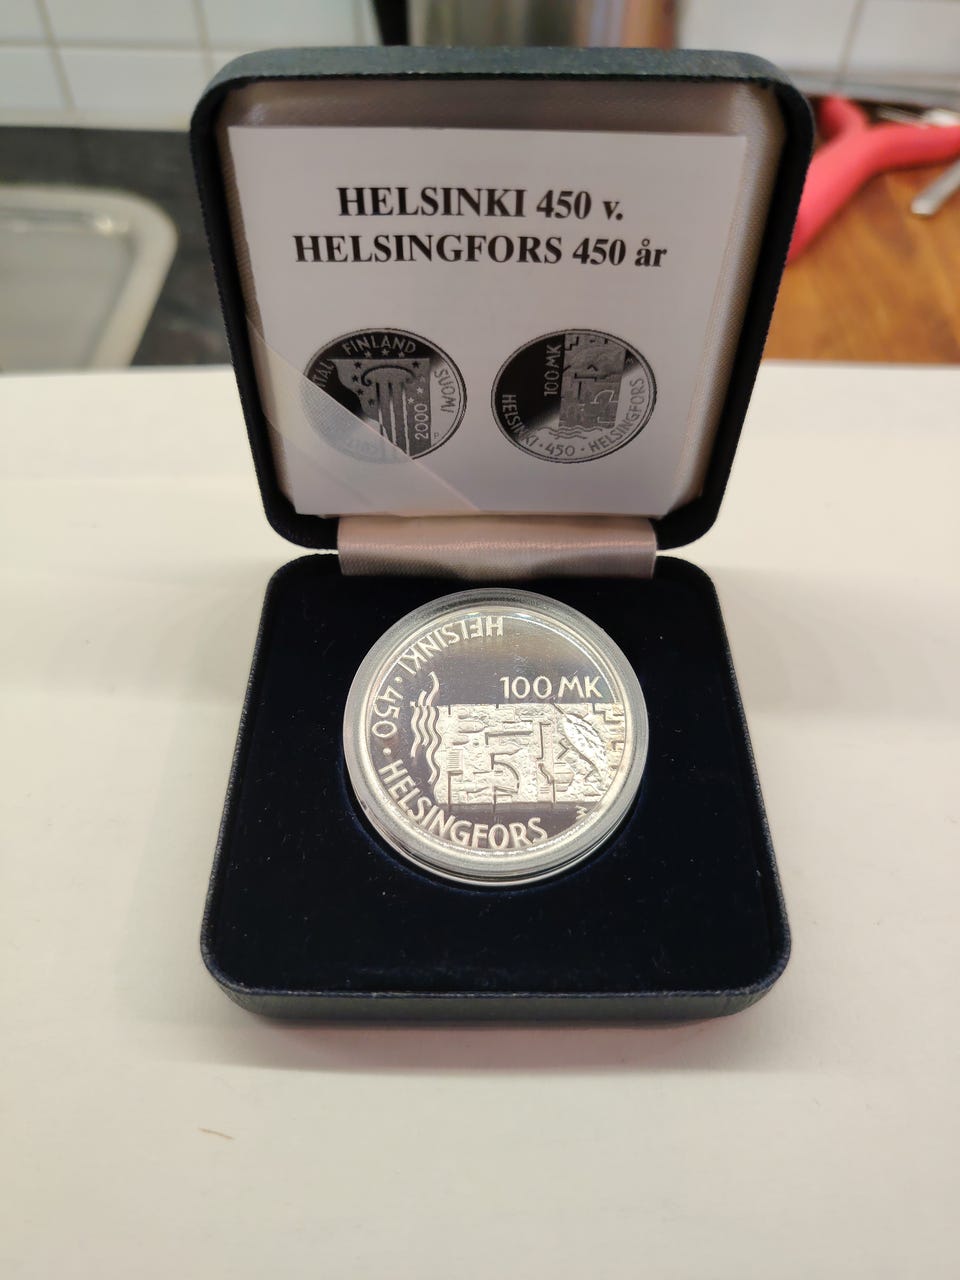 HELSINKI 450 v.
HELSINGFORS 450 år
FINLAND
SUOMI
2000
P
100 MK
HELSINKI · 450 · HELSINGFORS
HELSINKI · 450 · HELSINGFORS
100 MK